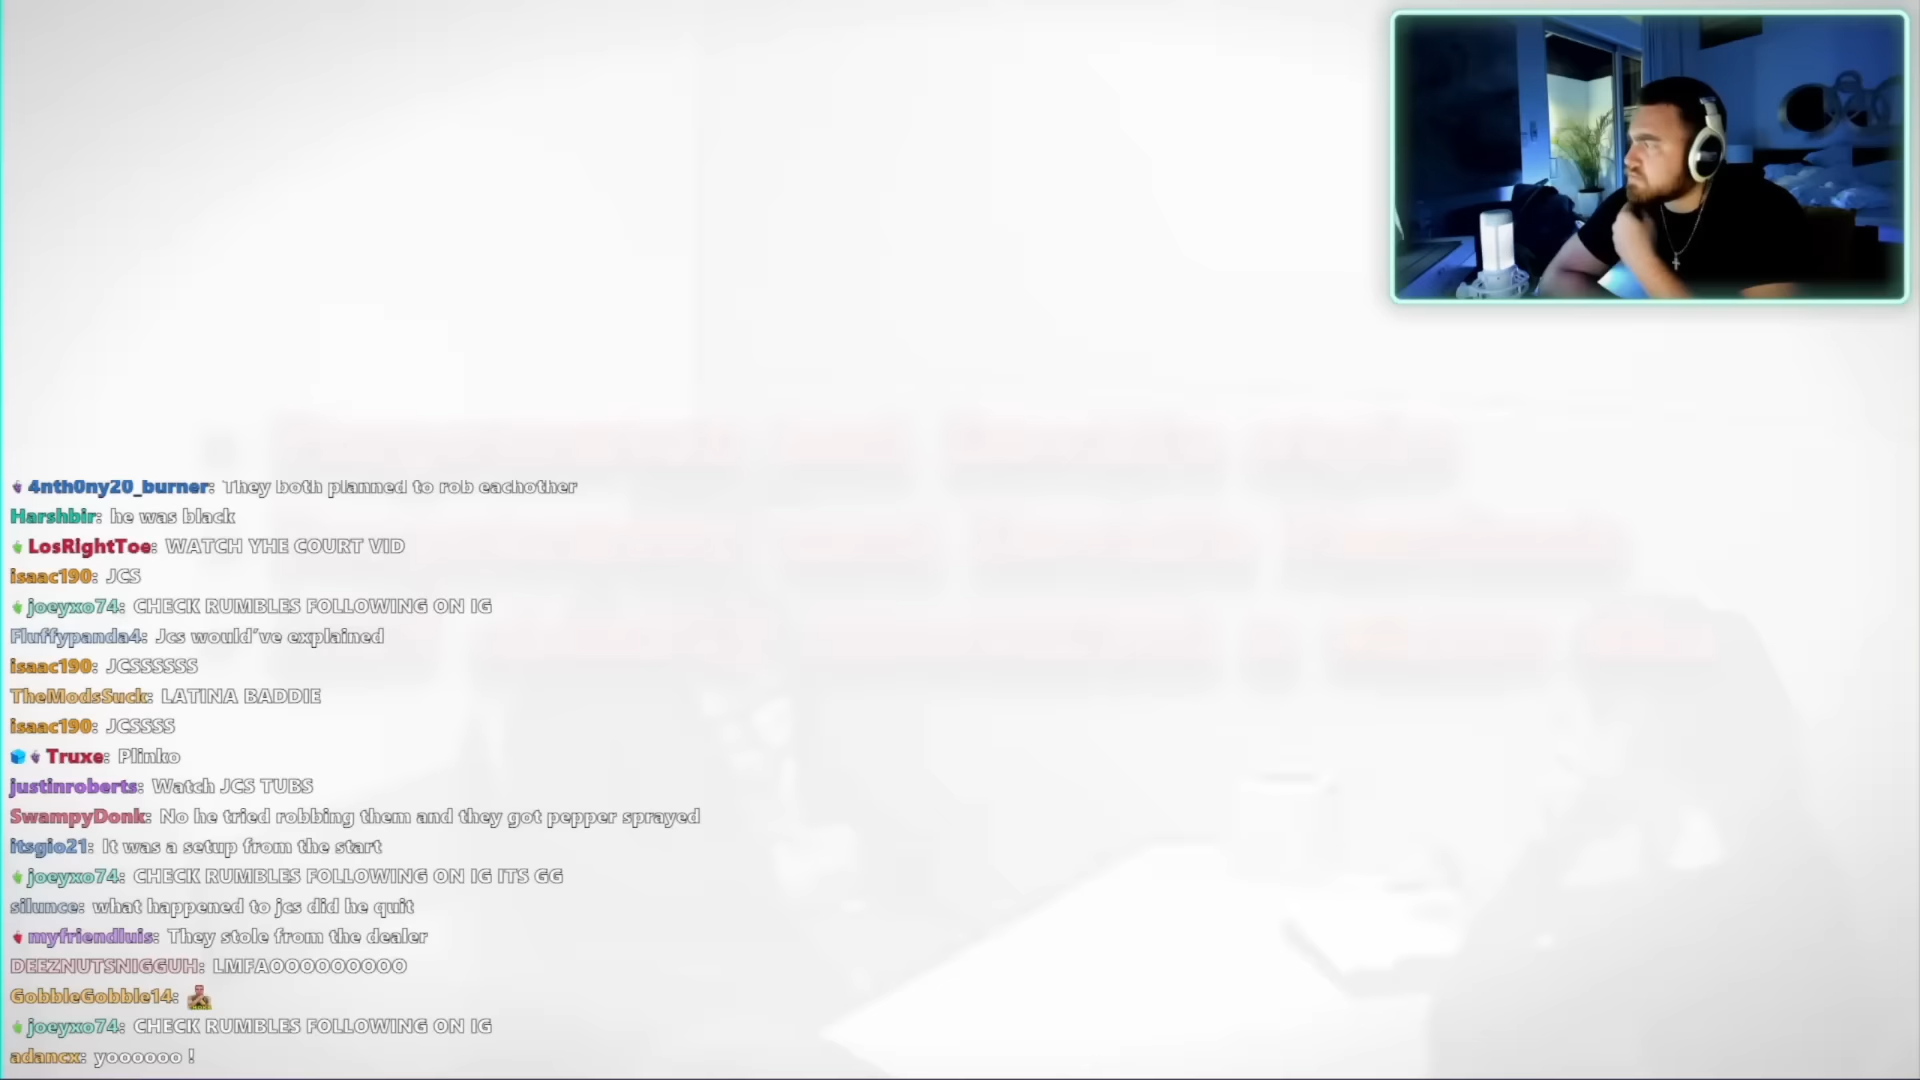 4nth0ny20_burner: They both planned to rob eachother
Harshbir: he was black
LosRightToe: WATCH YHE COURT VID
isaac190: JCS
joeyxo74: CHECK RUMBLES FOLLOWING ON IG
Fluffypanda4: Jcs would've explained
isaac190: JCSSSSSS
TheModsSuck: LATINA BADDIE
isaac190: JCSSSS
Truxe: Plinko
justinroberts: Watch JCS TUBS
SwampyDonk: No he tried robbing them and they got pepper sprayed
itsgio21: It was a setup from the start
joeyxo74: CHECK RUMBLES FOLLOWING ON IG ITS GG
silunce: what happened to jcs did he quit
myfriendluis: They stole from the dealer
DEEZNUTSNIGGUH: LMFAOOOOOOOOO
GobbleGobble14:
joeyxo74: CHECK RUMBLES FOLLOWING ON IG
adancx: yoooooo !